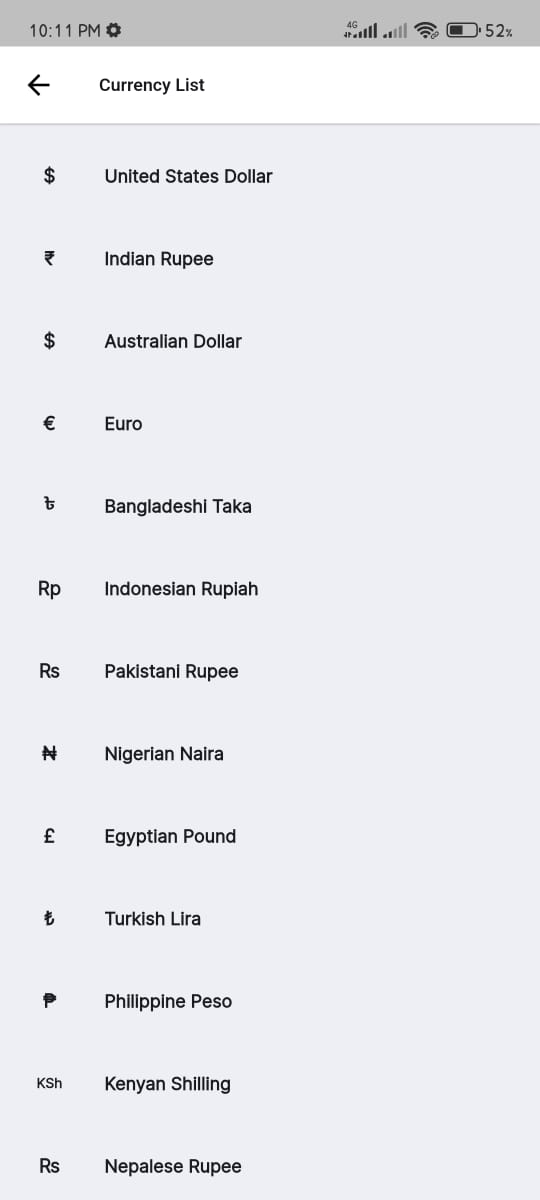 10:11 PM 4G 52%
Currency List
$ United States Dollar
₹ Indian Rupee
$ Australian Dollar
€ Euro
৳ Bangladeshi Taka
Rp Indonesian Rupiah
Rs Pakistani Rupee
₦ Nigerian Naira
£ Egyptian Pound
₺ Turkish Lira
₱ Philippine Peso
KSh Kenyan Shilling
Rs Nepalese Rupee